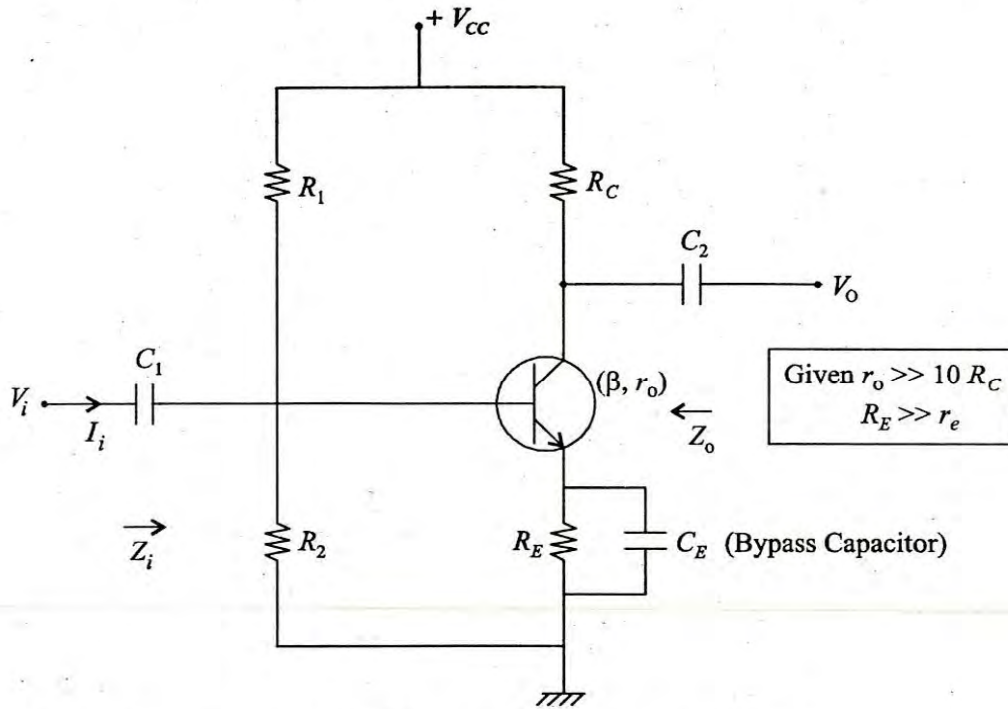 + V_CC
R_1
R_C
C_2
V_O
C_1
(β, r_o)
Given r_o >> 10 R_C
R_E >> r_e
V_i
I_i
Z_o
Z_i
R_2
R_E
C_E (Bypass Capacitor)